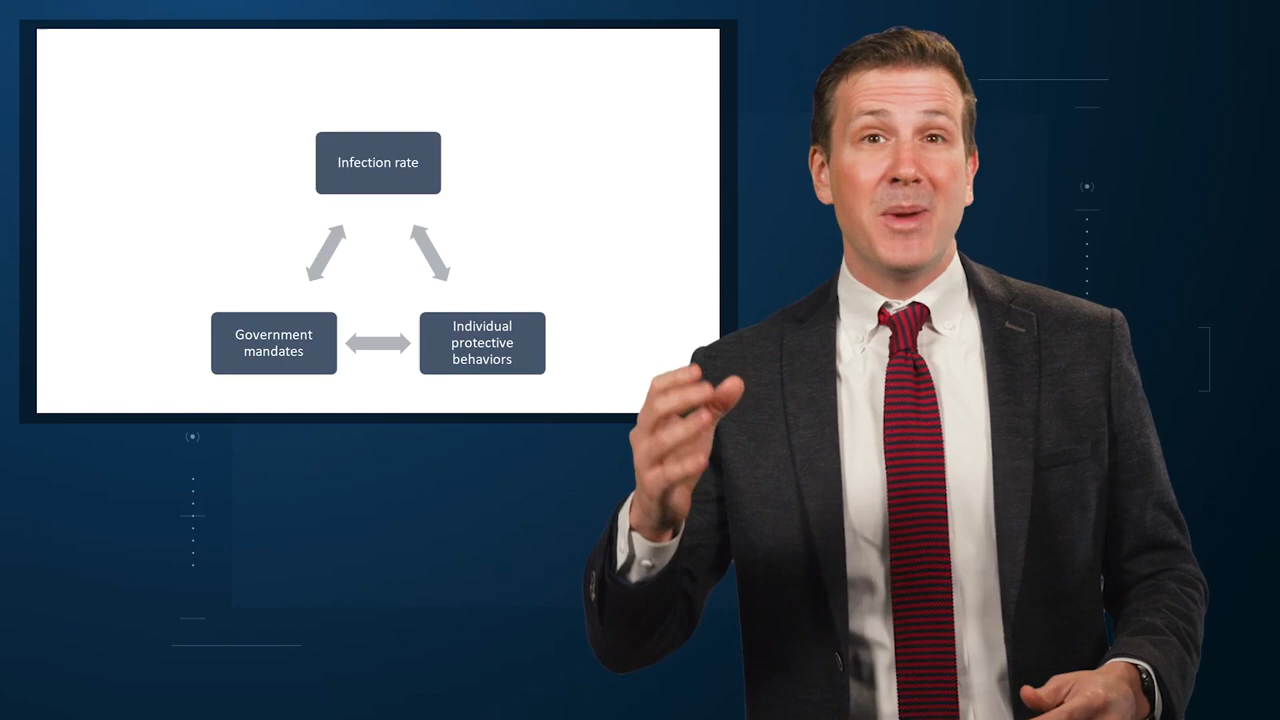 Infection rate
Government
mandates
Individual
protective
behaviors